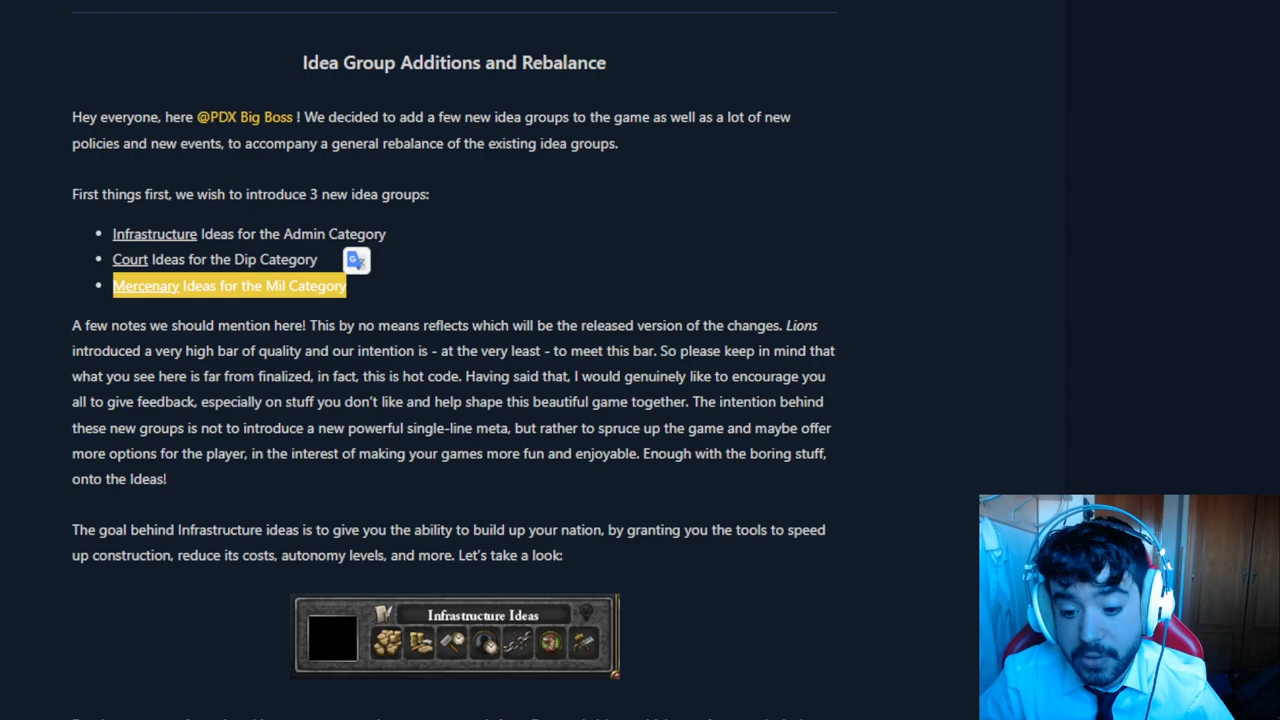 Idea Group Additions and Rebalance
Hey everyone, here @PDX Big Boss ! We decided to add a few new idea groups to the game as well as a lot of new
policies and new events, to accompany a general rebalance of the existing idea groups.
First things first, we wish to introduce 3 new idea groups:
• Infrastructure Ideas for the Admin Category
• Court Ideas for the Dip Category
• Mercenary Ideas for the Mil Category
A few notes we should mention here! This by no means reflects which will be the released version of the changes. Lions
introduced a very high bar of quality and our intention is - at the very least - to meet this bar. So please keep in mind that
what you see here is far from finalized, in fact, this is hot code. Having said that, I would genuinely like to encourage you
all to give feedback, especially on stuff you don’t like and help shape this beautiful game together. The intention behind
these new groups is not to introduce a new powerful single-line meta, but rather to spruce up the game and maybe offer
more options for the player, in the interest of making your games more fun and enjoyable. Enough with the boring stuff,
onto the Ideas!
The goal behind Infrastructure ideas is to give you the ability to build up your nation, by granting you the tools to speed
up construction, reduce its costs, autonomy levels, and more. Let’s take a look:
Infrastructure Ideas